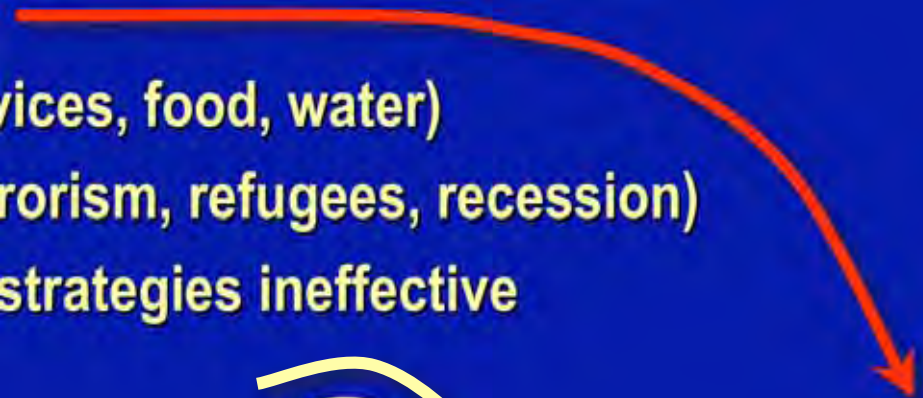 vices, food, water)
rorism, refugees, recession)
strategies ineffective